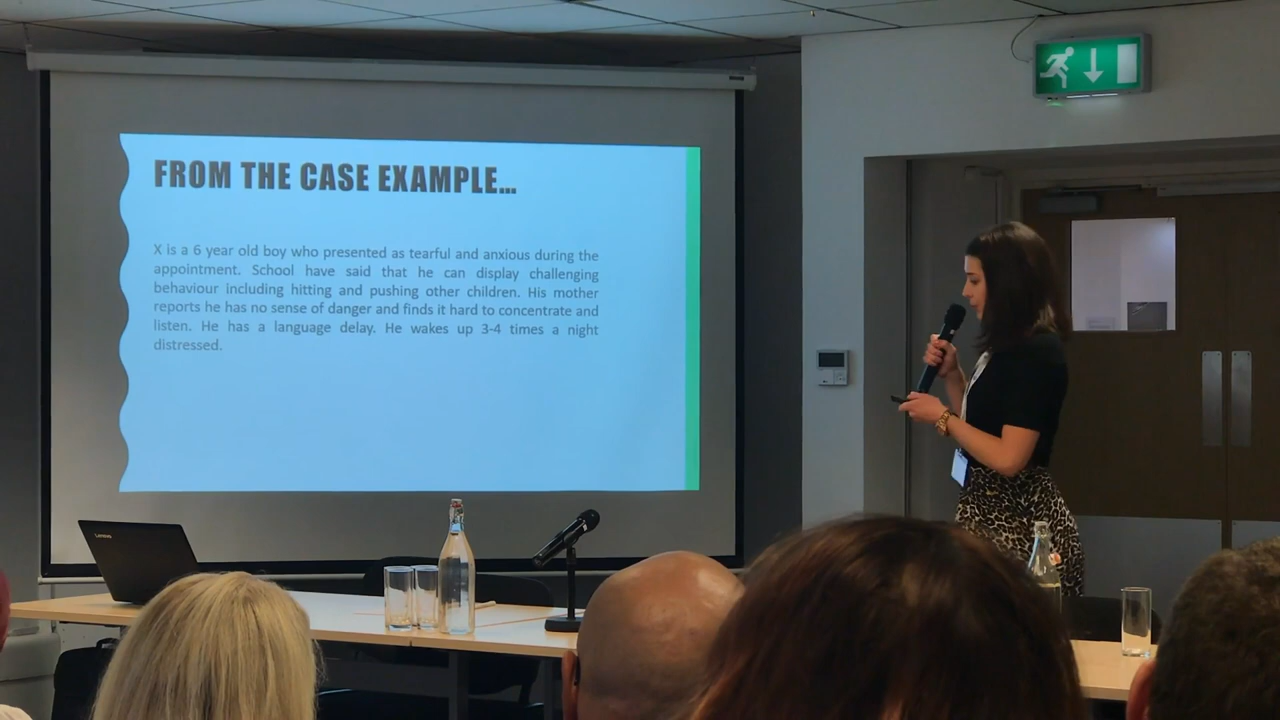 FROM THE CASE EXAMPLE...
X is a 6 year old boy who presented as tearful and anxious during the
appointment. School have said that he can display challenging
behaviour including hitting and pushing other children. His mother
reports he has no sense of danger and finds it hard to concentrate and
listen. He has a language delay. He wakes up 3-4 times a night
distressed.
Lenovo